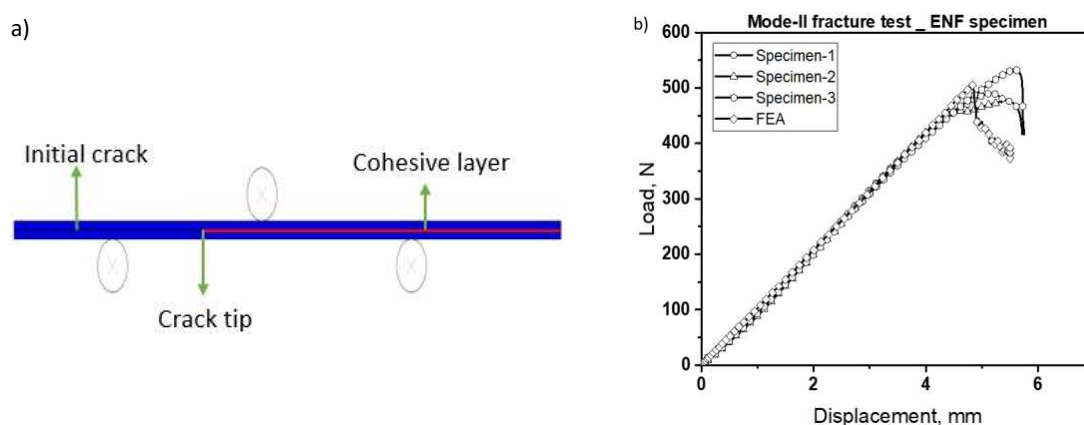 a)
Initial crack
Cohesive layer
Crack tip
b)
Mode-II fracture test _ ENF specimen
600
500
400
300
200
100
0
Load, N
Specimen-1
Specimen-2
Specimen-3
FEA
0 2 4 6
Displacement, mm